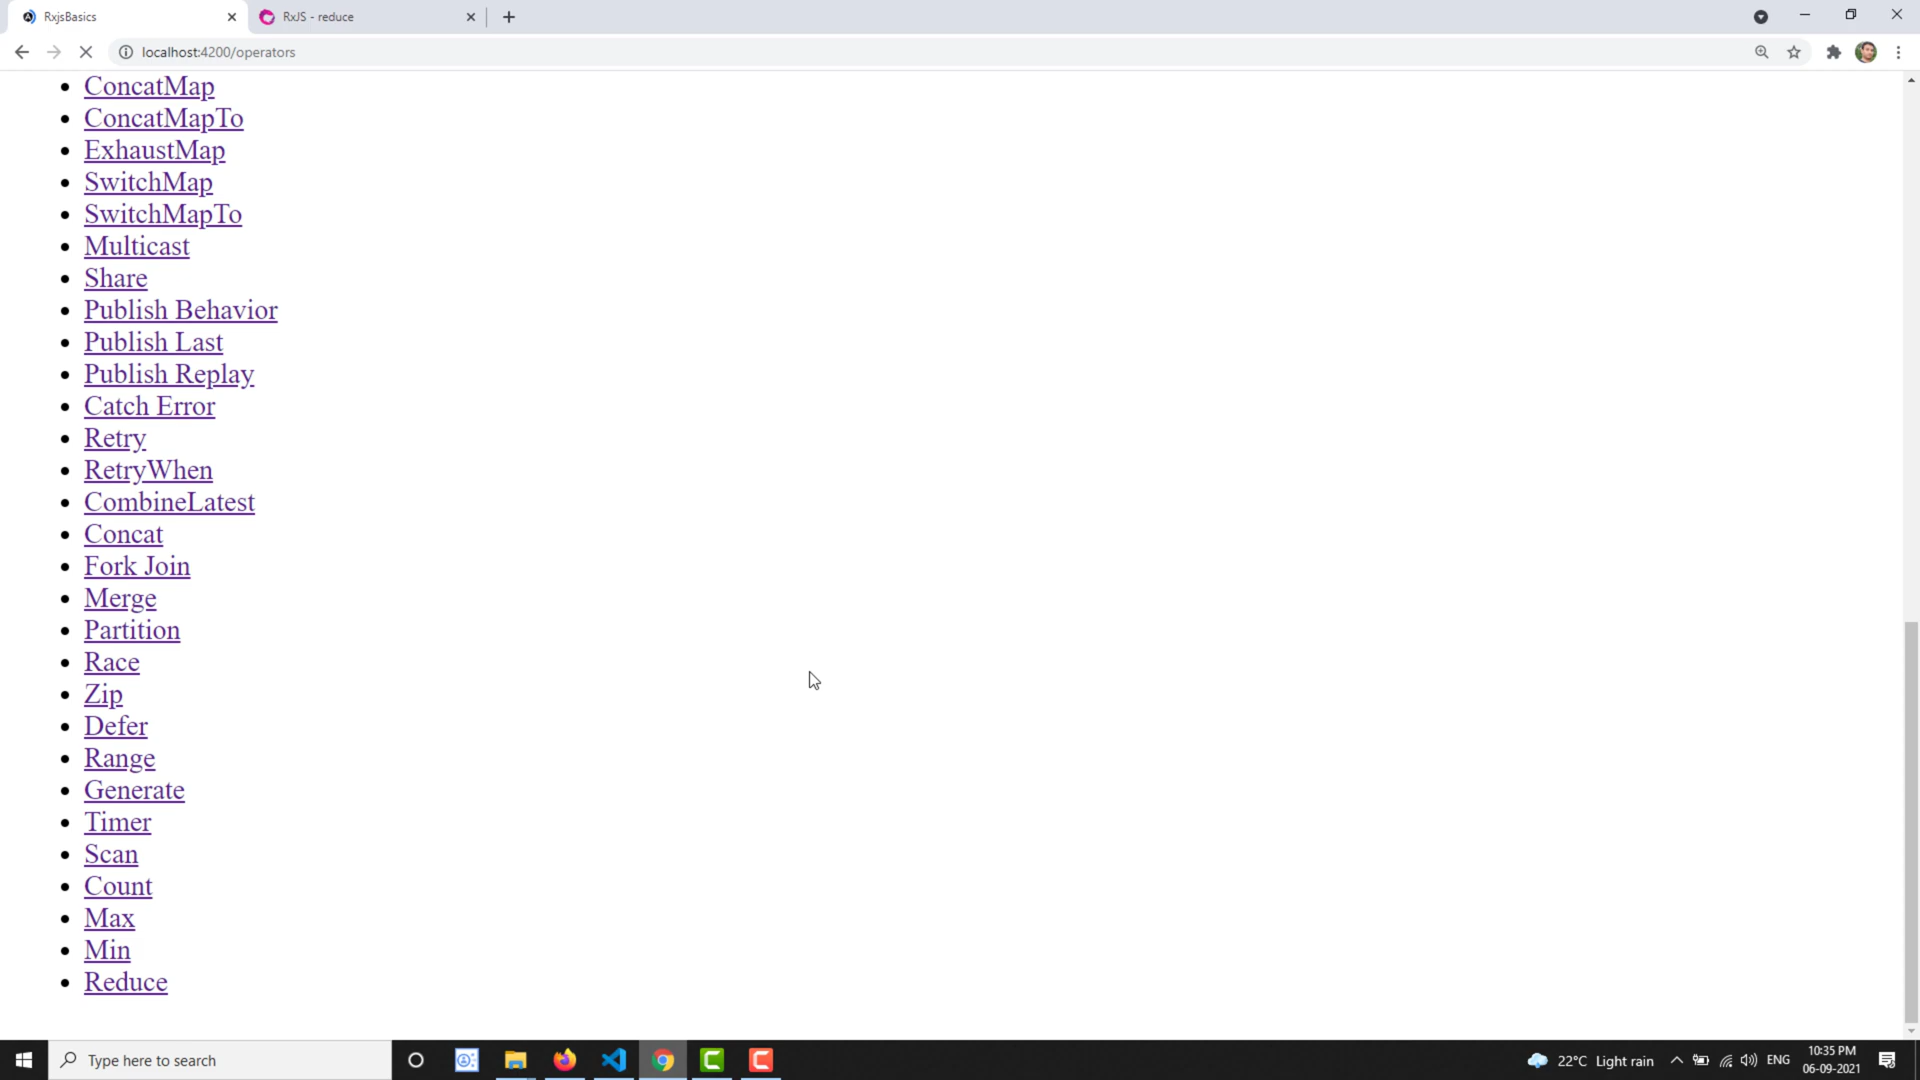 RxjsBasics
RxJS - reduce
localhost:4200/operators
ConcatMap
ConcatMapTo
ExhaustMap
SwitchMap
SwitchMapTo
Multicast
Share
Publish Behavior
Publish Last
Publish Replay
Catch Error
Retry
RetryWhen
CombineLatest
Concat
Fork Join
Merge
Partition
Race
Zip
Defer
Range
Generate
Timer
Scan
Count
Max
Min
Reduce
Type here to search
22°C Light rain
ENG
10:35 PM
06-09-2021